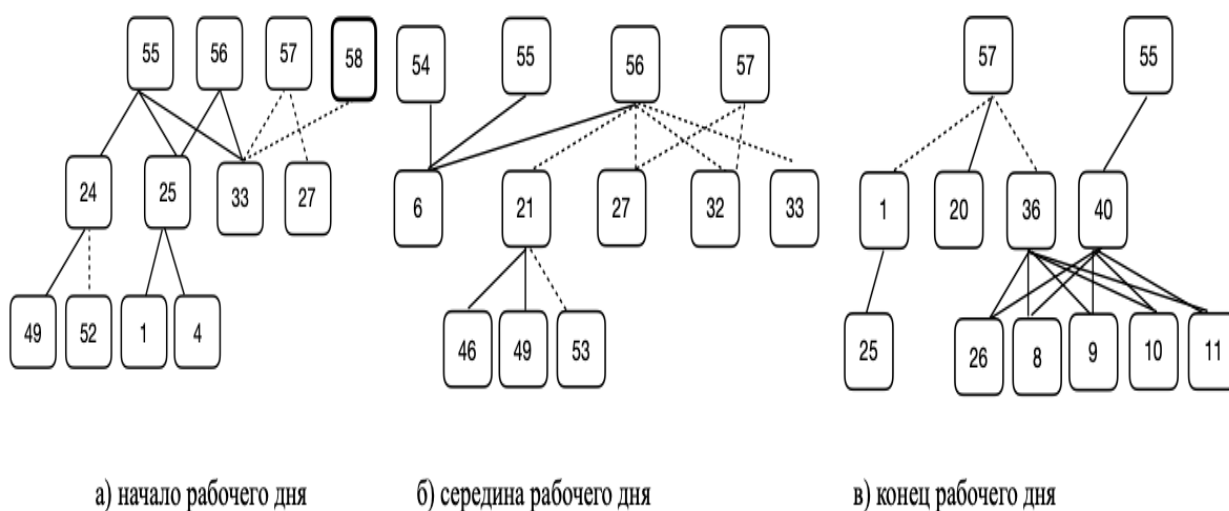 55 56 57 58
24 25 33 27
49 52 1 4
54 55 56 57
6 21 27 32 33
46 49 53
57 55
1 20 36 40
25 26 8 9 10 11
а) начало рабочего дня
б) середина рабочего дня
в) конец рабочего дня